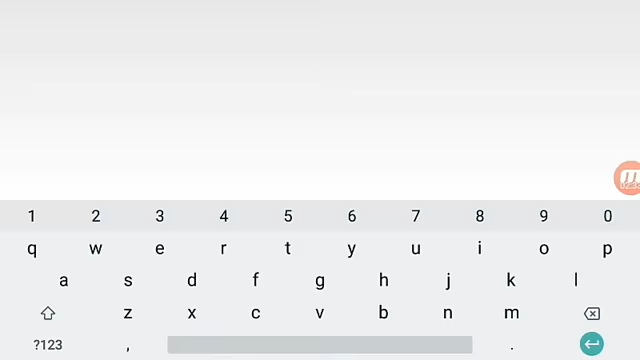 1 2 3 4 5 6 7 8 9 0
q w e r t y u i o p
a s d f g h j k l
z x c v b n m
?123 , .